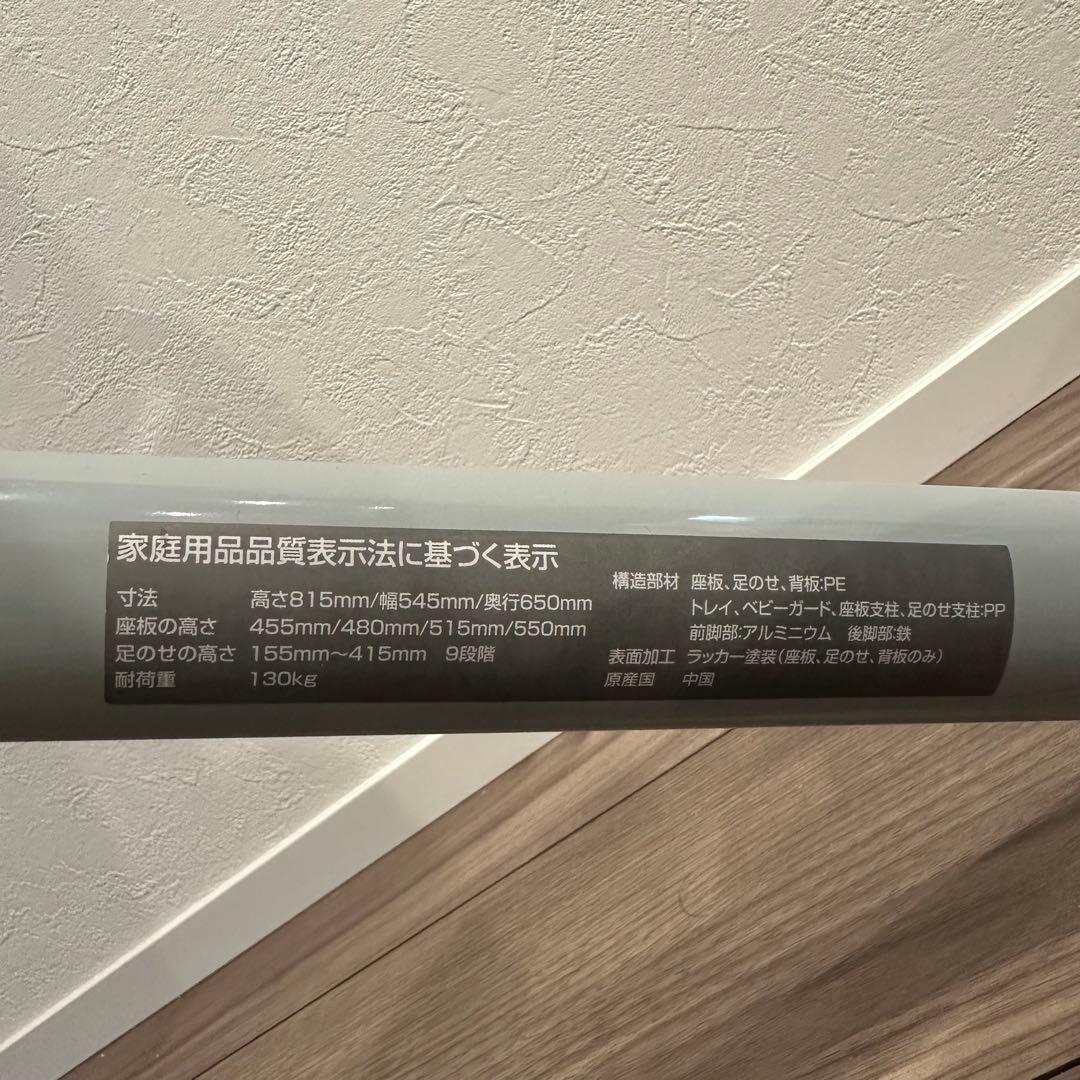 家庭用品品質表示法に基づく表示
寸法 高さ815mm/幅545mm/奥行650mm
座板の高さ 455mm/480mm/515mm/550mm
足のせの高さ 155mm〜415mm 9段階
耐荷重 130kg
構造部材 座板、足のせ、背板:PE
トレイ、ベビーガード、座板支柱、足のせ支柱:PP
前脚部:アルミニウム 後脚部:鉄
表面加工 ラッカー塗装(座板、足のせ、背板のみ)
原産国 中国